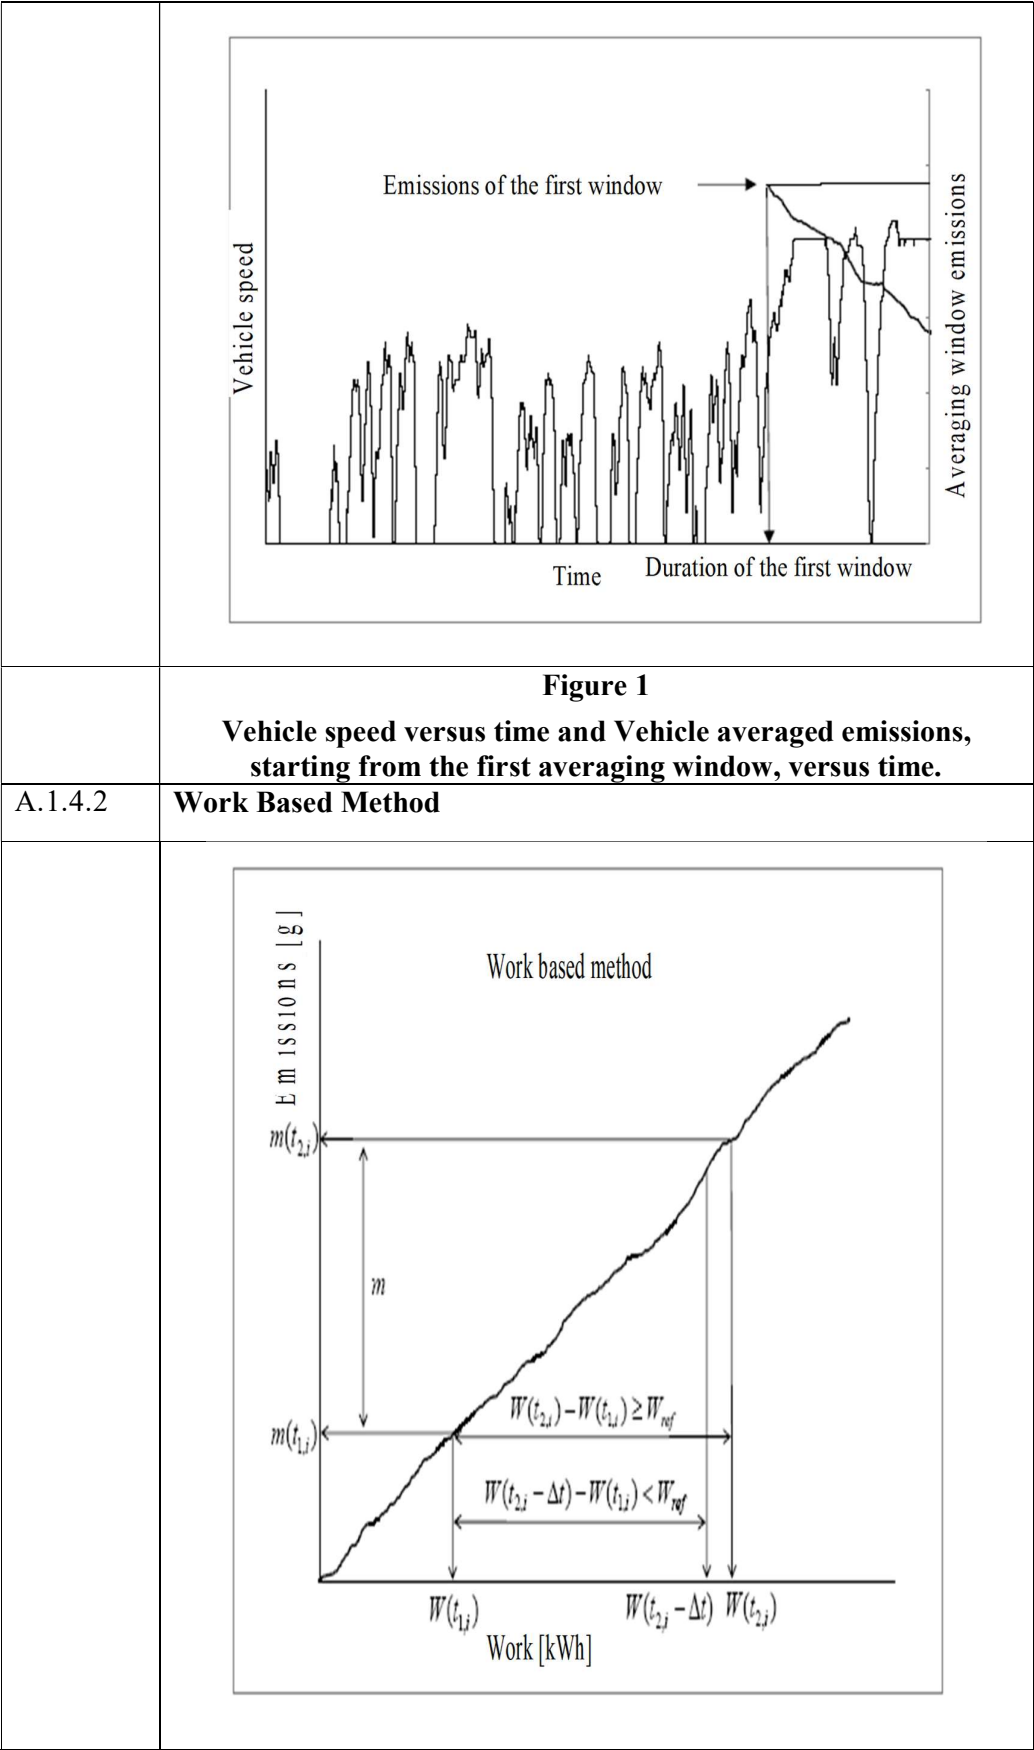 Emissions of the first window
Vehicle speed
Averaging window emissions
Time
Duration of the first window
Figure 1
Vehicle speed versus time and Vehicle averaged emissions,
starting from the first averaging window, versus time.
A.1.4.2 Work Based Method
Emissions [g]
Work based method
m(t₂,ᵢ)
m
m(t₁,ᵢ)
W(t₂,ᵢ)−W(t₁,ᵢ)≥W_ref
W(t₂,ᵢ−Δt)−W(t₁,ᵢ)<W_ref
W(t₁,ᵢ) W(t₂,ᵢ−Δt) W(t₂,ᵢ)
Work [kWh]